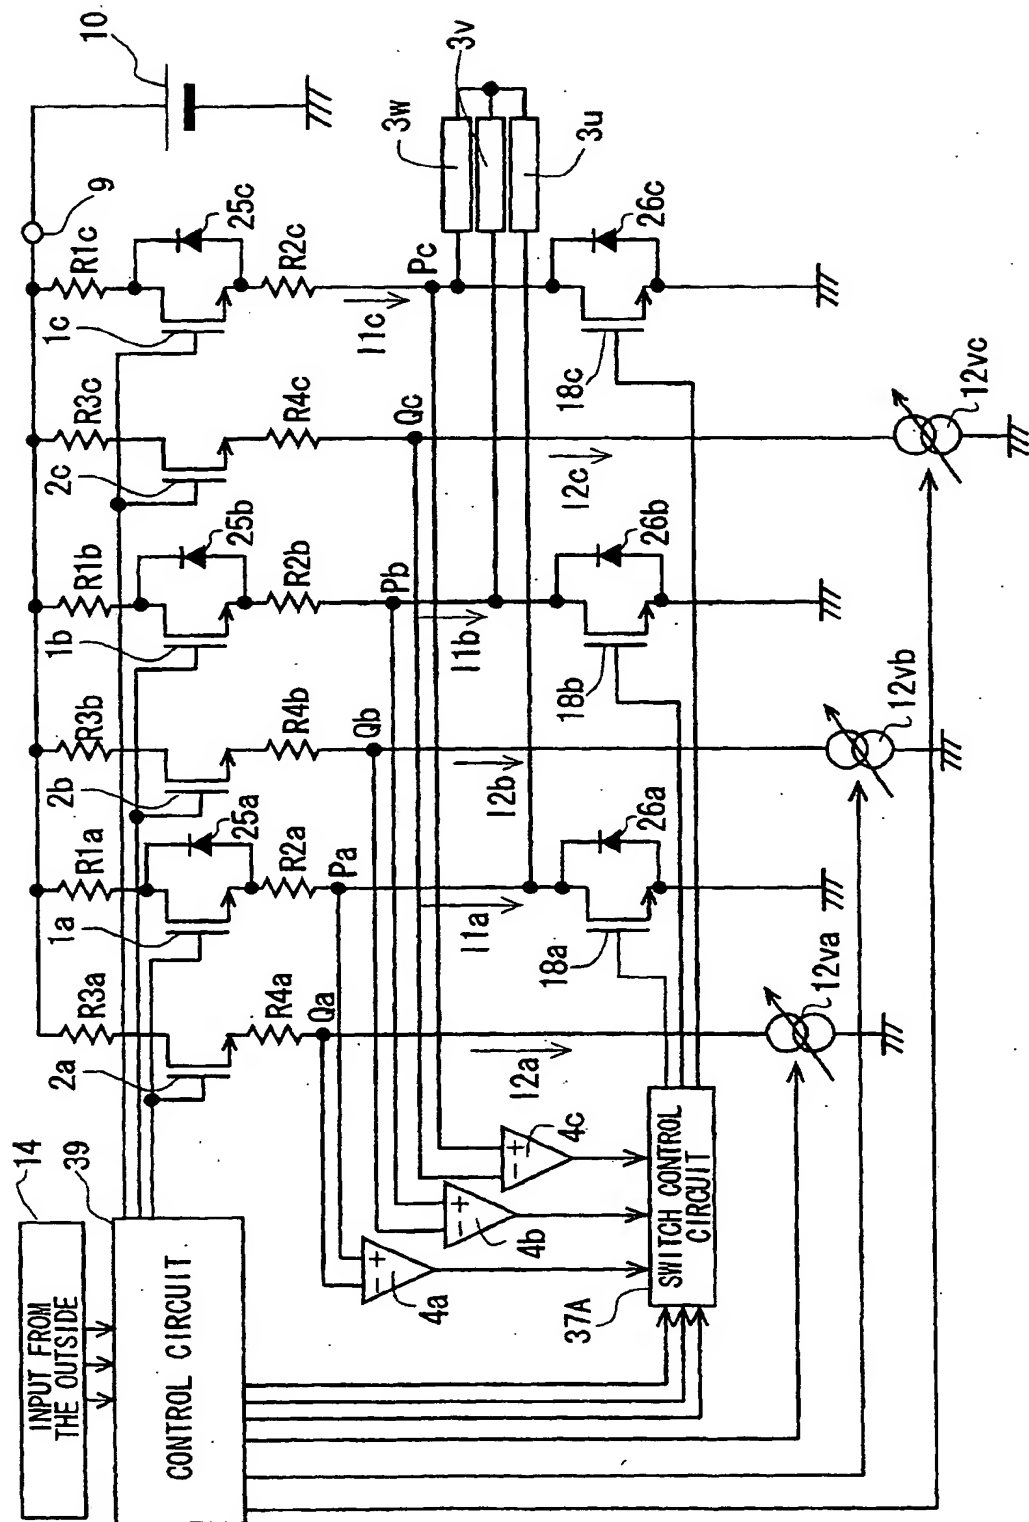 14
INPUT FROM
THE OUTSIDE
39
CONTROL CIRCUIT
10
9
R3a
R1a
R3b
R1b
R3c
R1c
2a
1a
2b
1b
2c
1c
25a
25b
25c
R4a
R2a
R4b
R2b
R4c
R2c
Qa
Pa
Qb
Pb
Qc
Pc
3w
3v
3u
I2a
I1a
I2b
I1b
I2c
I1c
4a
4b
4c
- +
- +
- +
18a
26a
18b
26b
18c
26c
37A
SWITCH CONTROL
CIRCUIT
12va
12vb
12vc